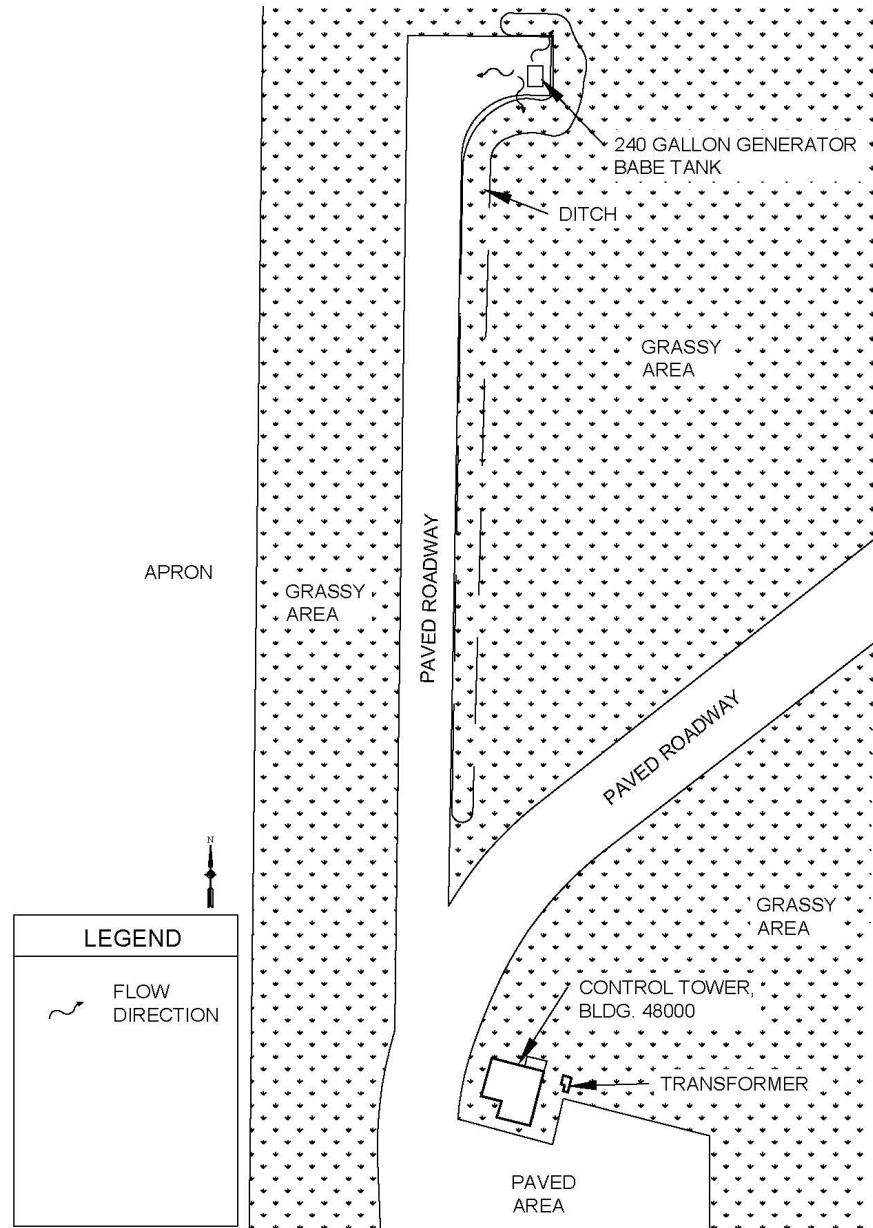 240 GALLON GENERATOR
BABE TANK
DITCH
GRASSY
AREA
APRON
GRASSY
AREA
PAVED ROADWAY
PAVED ROADWAY
N
LEGEND
FLOW
DIRECTION
GRASSY
AREA
CONTROL TOWER,
BLDG. 48000
TRANSFORMER
PAVED
AREA